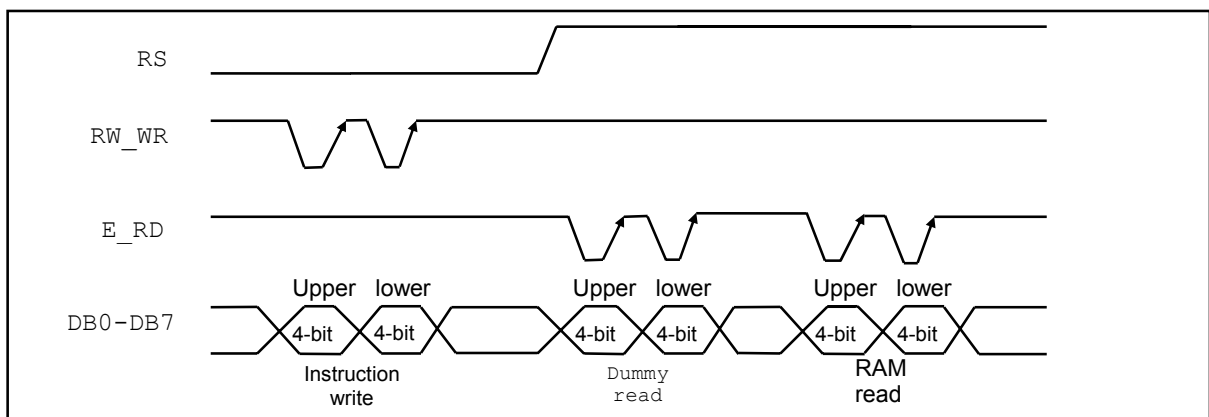 RS
RW_WR
E_RD
Upper lower Upper lower Upper lower
DB0-DB7 4-bit 4-bit 4-bit 4-bit 4-bit 4-bit
Instruction Dummy RAM
write read read